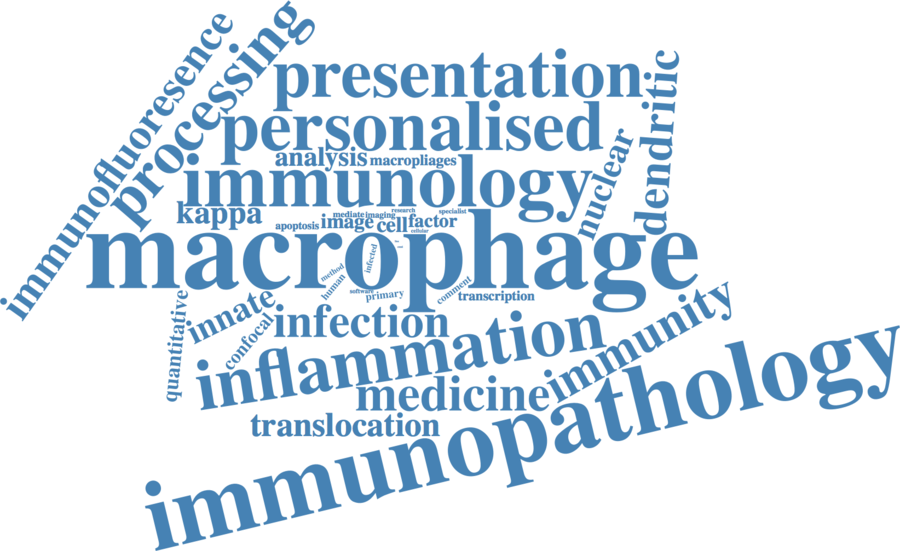 immunofluoresence
processing
presentation
dendritic
personalised
nuclear
analysis
macropliages
immunology
kappa
mediate
imaging
research
specialist
apoptosis
image
cell
factor
cellular
macrophage
infected
method
human
software
primary
comment
transcription
quantitative
innate
confocal
infection
inflammation
immunity
medicine
translocation
immunopathology